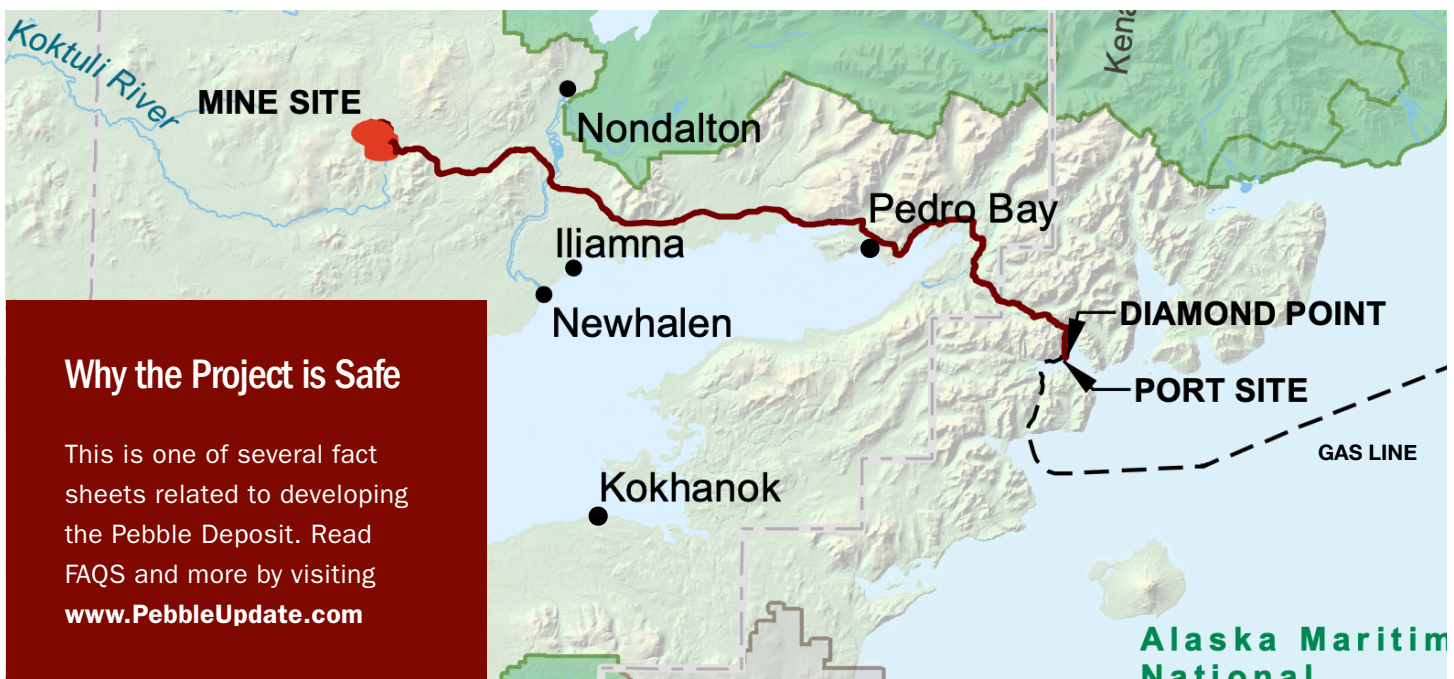 Koktuli River
MINE SITE
Nondalton
Kena
Pedro Bay
Iliamna
Newhalen
DIAMOND POINT
PORT SITE
GAS LINE
Kokhanok
Alaska Maritim
National
Why the Project is Safe
This is one of several fact
sheets related to developing
the Pebble Deposit. Read
FAQS and more by visiting
www.PebbleUpdate.com